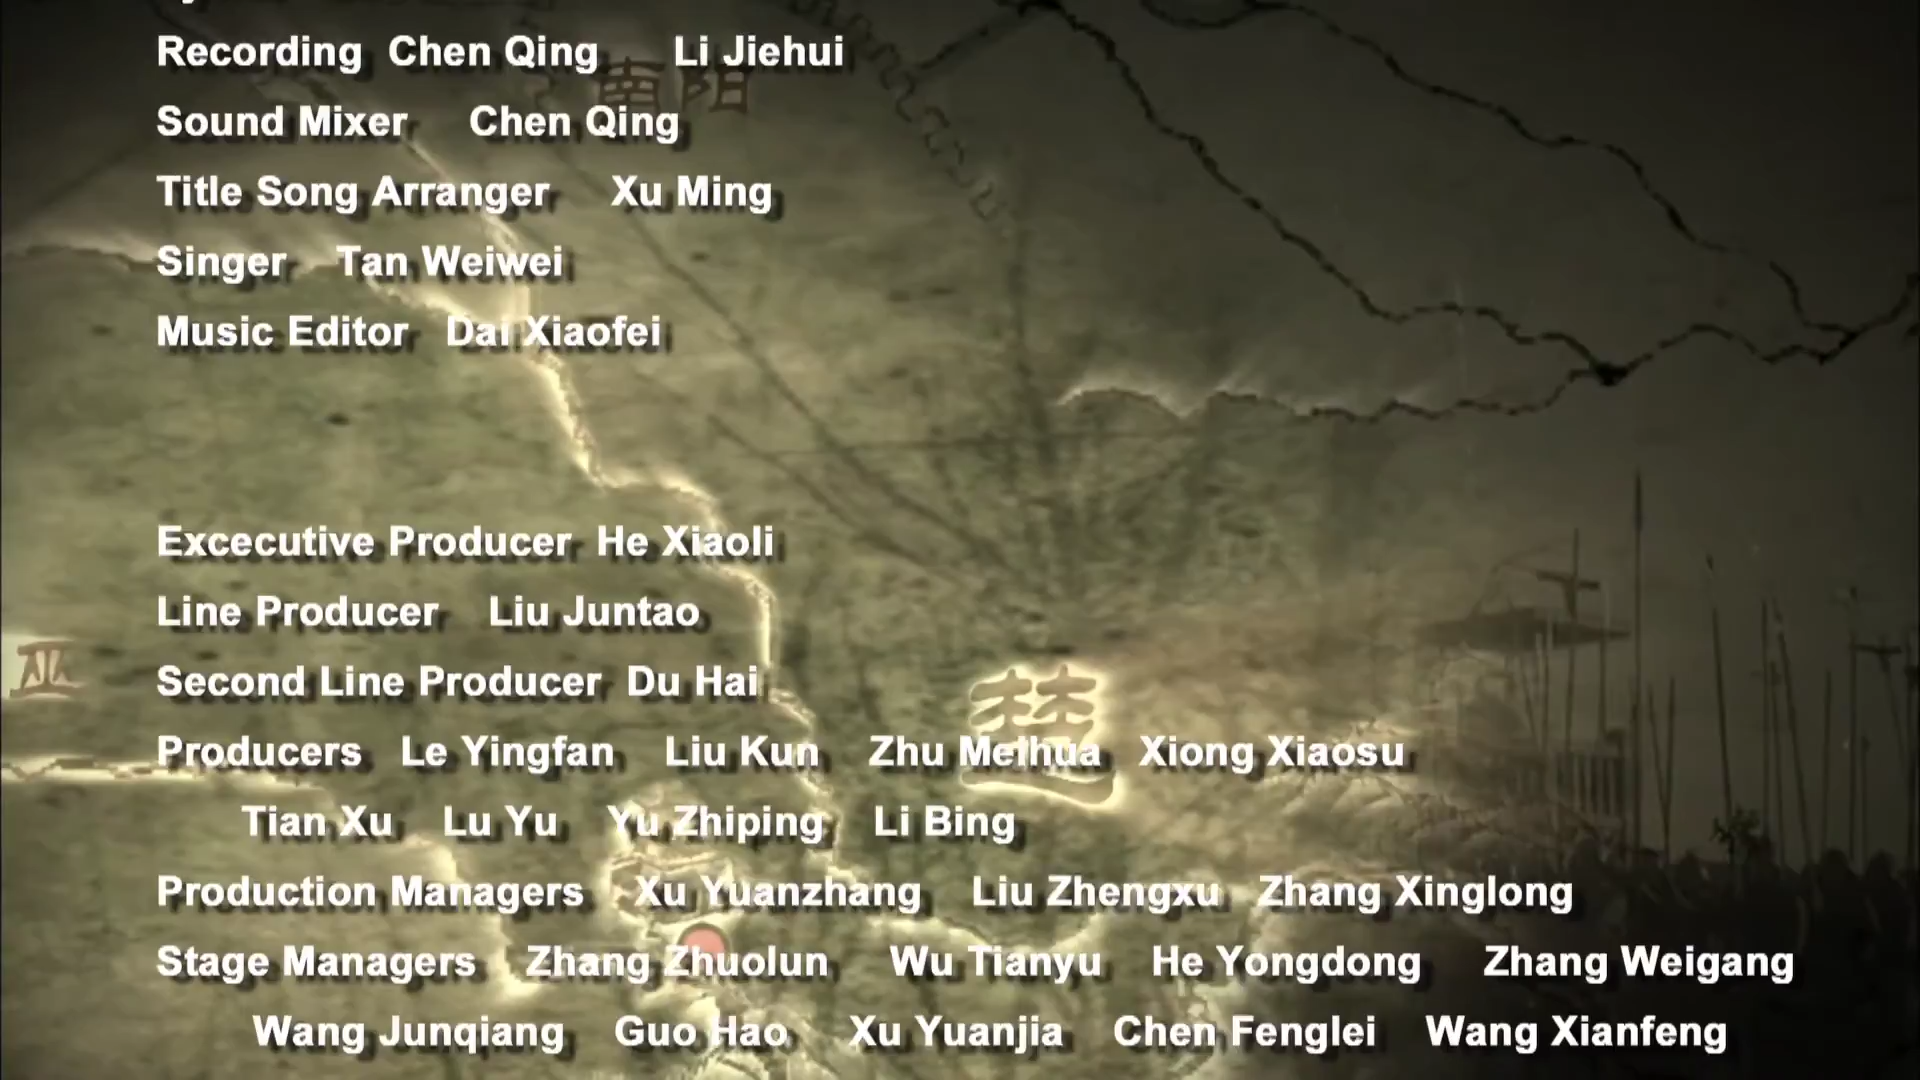 Recording Chen Qing Li Jiehui
南阳
Sound Mixer Chen Qing
Title Song Arranger Xu Ming
Singer Tan Weiwei
Music Editor Dai Xiaofei
Excecutive Producer He Xiaoli
Line Producer Liu Juntao
巫
Second Line Producer Du Hai
楚
Producers Le Yingfan Liu Kun Zhu Meihua Xiong Xiaosu
Tian Xu Lu Yu Yu Zhiping Li Bing
Production Managers Xu Yuanzhang Liu Zhengxu Zhang Xinglong
Stage Managers Zhang Zhuolun Wu Tianyu He Yongdong Zhang Weigang
Wang Junqiang Guo Hao Xu Yuanjia Chen Fenglei Wang Xianfeng